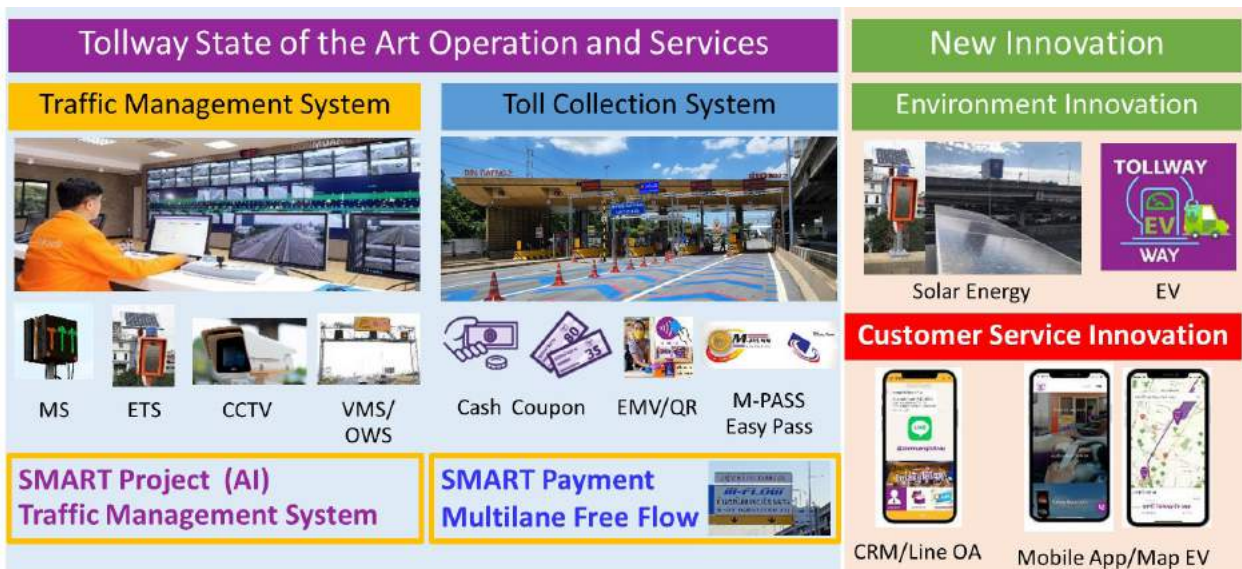 Tollway State of the Art Operation and Services
Traffic Management System
Toll Collection System
MS
ETS
CCTV
VMS/
OWS
80
35
Cash Coupon
EMV/QR
M-PASS
Easy Pass
SMART Project (AI)
Traffic Management System
SMART Payment
Multilane Free Flow
M-FLOW
New Innovation
Environment Innovation
TOLLWAY
EV
WAY
Solar Energy
EV
Customer Service Innovation
LINE
CRM/Line OA
Mobile App/Map EV